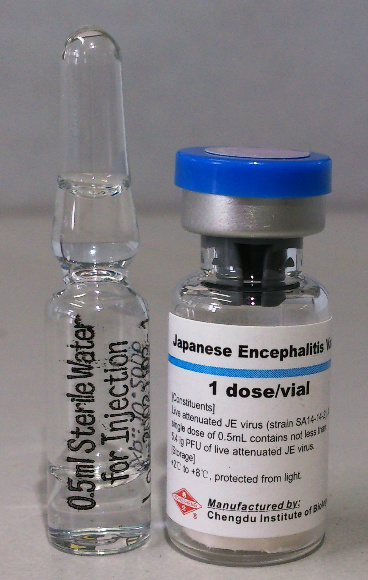 0.5ml Sterile Water
for Injection
Japanese Encephalitis
1 dose/vial
[Constituents]
Live attenuated JE virus (strain SA14-14-2)
single dose of 0.5mL contains not less than
5.4 lg PFU of live attenuated JE virus.
[Storage]
+2℃ to +8℃, protected from light.
Manufactured by:
Chengdu Institute of